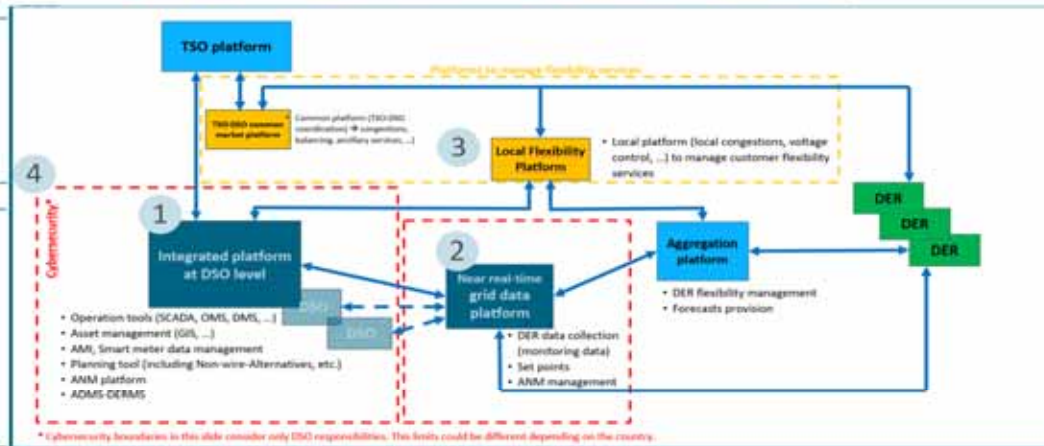 TSO platform
Platforms to manage flexibility services
TSO-DSO common
market platform
Common platform (TSO-DSO
coordination) → congestions,
balancing, ancillary services, ...)
3
Local Flexibility
Platform
• Local platform (local congestions, voltage
control, ...) to manage customer flexibility
services
4
Cybersecurity*
1
Integrated platform
at DSO level
DSO
DSO
• Operation tools (SCADA, OMS, DMS, ...)
• Asset management (GIS, ...)
• AMI, Smart meter data management
• Planning tool (including Non-wire-Alternatives, etc.)
• ANM platform
• ADMS-DERMS
2
Near real-time
grid data
platform
• DER data collection
(monitoring data)
• Set points
• ANM management
Aggregation
platform
• DER flexibility management
• Forecasts provision
DER
DER
DER
* Cybersecurity boundaries in this slide consider only DSO responsibilities. This limits could be different depending on the country.